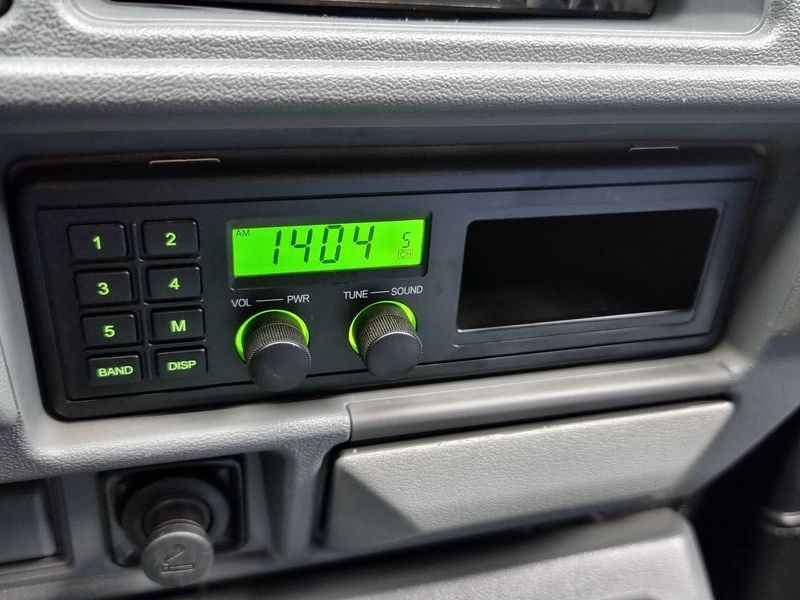 1 2
3 4
5 M
BAND DISP
AM 1404 5
CH
VOL PWR
TUNE SOUND